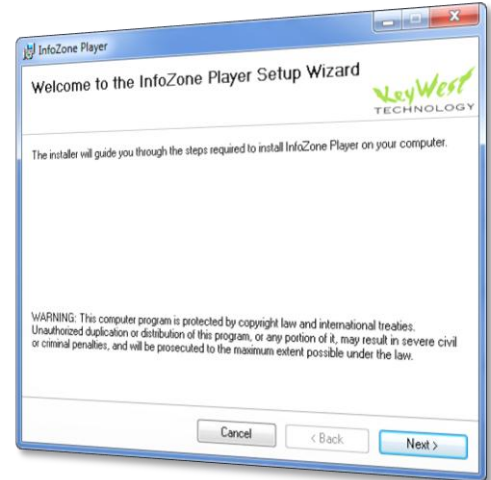 InfoZone Player
Welcome to the InfoZone Player Setup Wizard
KeyWest
TECHNOLOGY
The installer will guide you through the steps required to install InfoZone Player on your computer.
WARNING: This computer program is protected by copyright law and international treaties.
Unauthorized duplication or distribution of this program, or any portion of it, may result in severe civil
or criminal penalties, and will be prosecuted to the maximum extent possible under the law.
Cancel
< Back
Next >